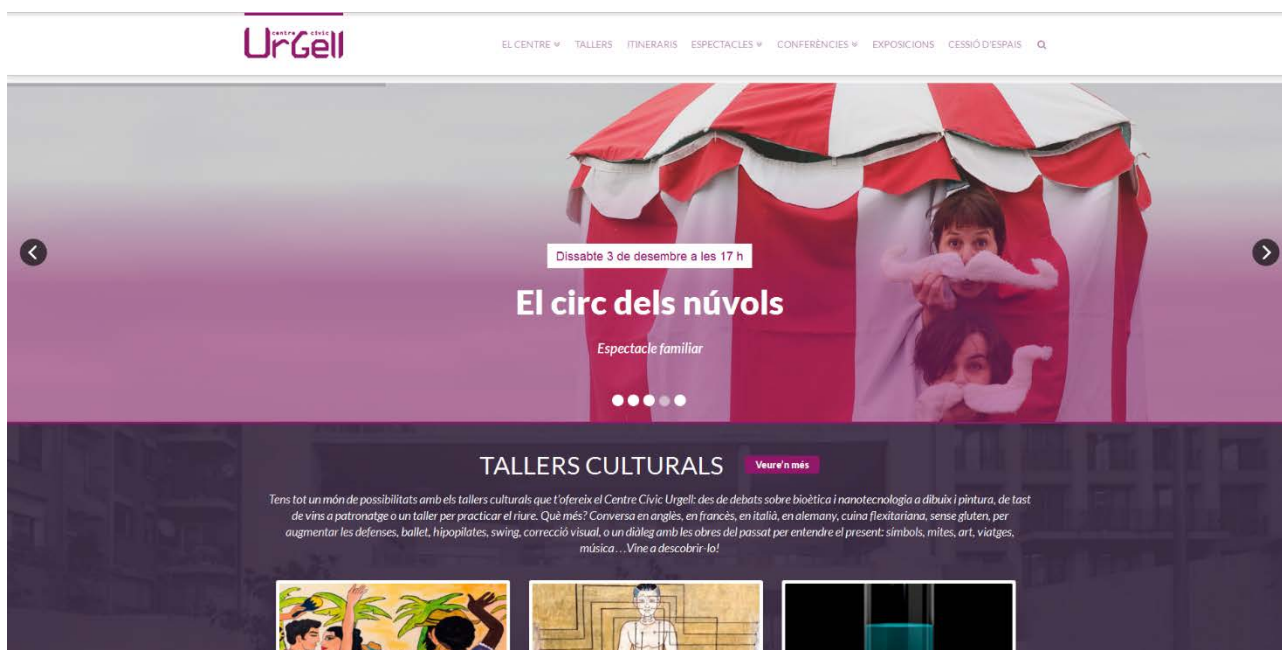 centre cívic
UrGell
EL CENTRE TALLERS ITINERARIS ESPECTACLES CONFERÈNCIES EXPOSICIONS CESSIÓ D'ESPAIS
Dissabte 3 de desembre a les 17 h
El circ dels núvols
Espectacle familiar
TALLERS CULTURALS Veure'n més
Tens tot un món de possibilitats amb els tallers culturals que t'ofereix el Centre Cívic Urgell: des de debats sobre bioètica i nanotecnologia a dibuix i pintura, de tast
de vins a patronatge o un taller per practicar el riure. Què més? Conversa en anglès, en francès, en italià, en alemany, cuina flexitariana, sense gluten, per
augmentar les defenses, ballet, hipopilates, swing, correcció visual, o un diàleg amb les obres del passat per entendre el present: símbols, mites, art, viatges,
música…Vine a descobrir-lo!